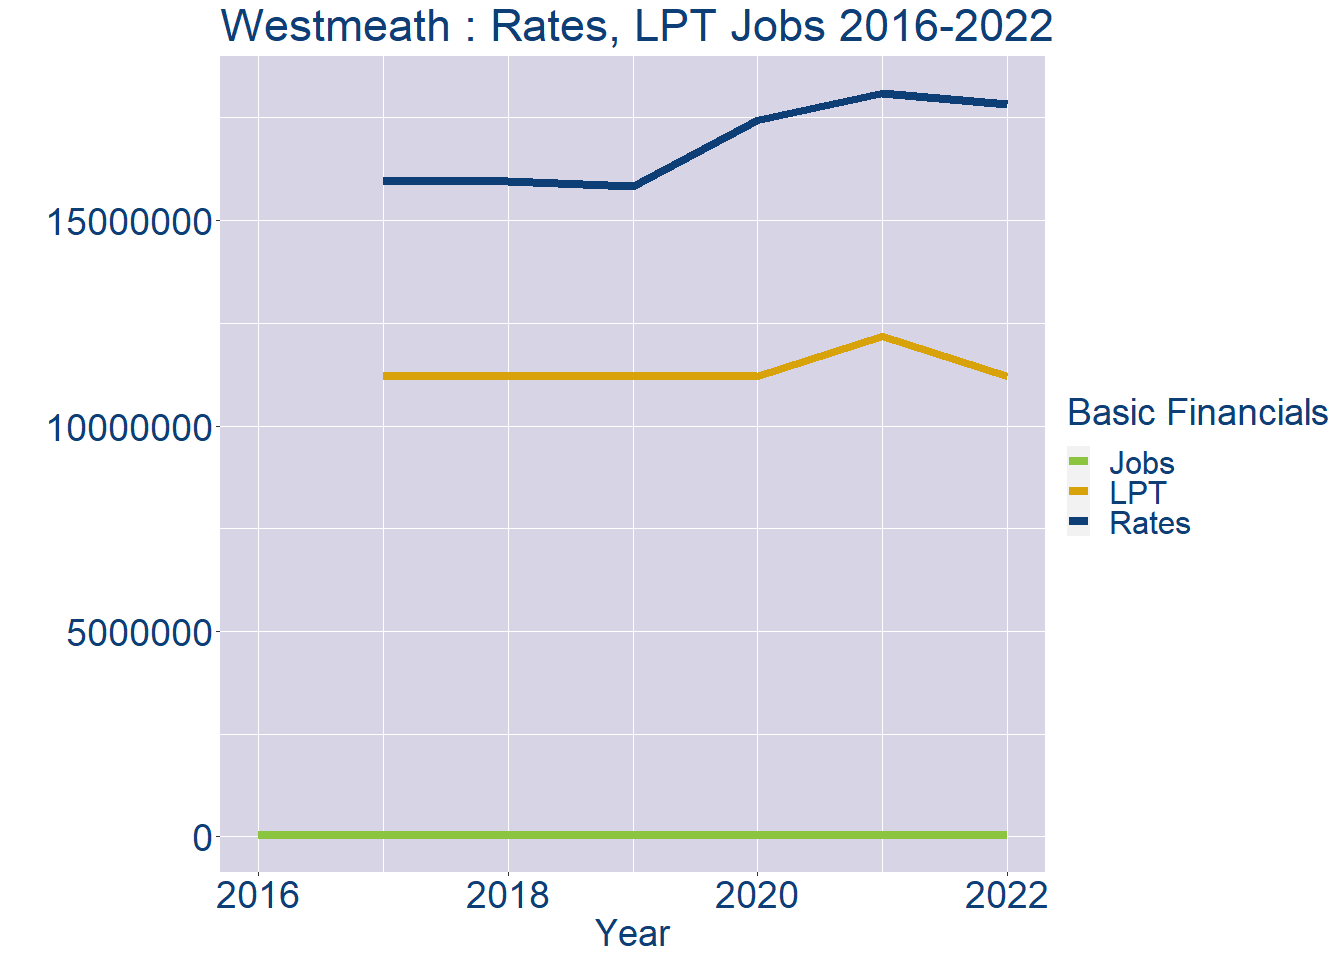 Westmeath : Rates, LPT Jobs 2016-2022
15000000
10000000
5000000
0
2016 2018 2020 2022
Year
Basic Financials
Jobs
LPT
Rates